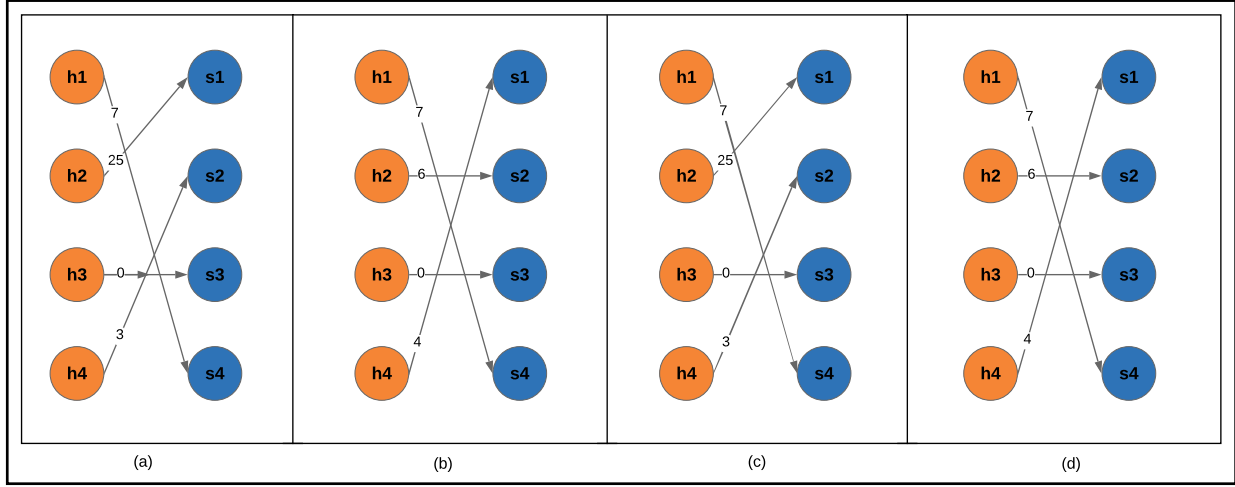 h1 s1 h1 s1 h1 s1 h1 s1
7 7 7 7
25 25
h2 s2 h2 6 s2 h2 s2 h2 6 s2
h3 0 s3 h3 0 s3 h3 0 s3 h3 0 s3
3 4 3 4
h4 s4 h4 s4 h4 s4 h4 s4
(a) (b) (c) (d)